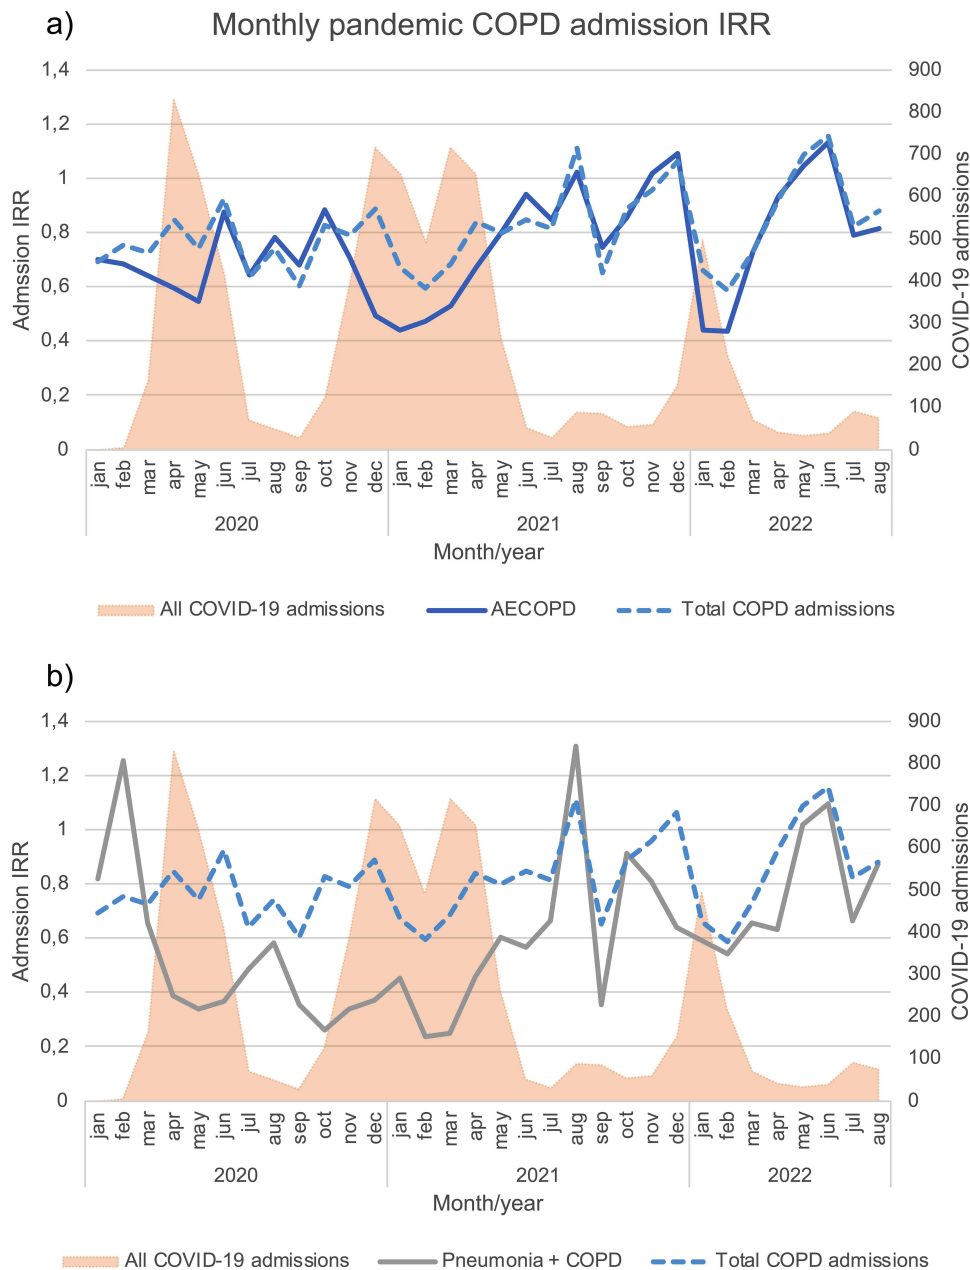 a)
Monthly pandemic COPD admission IRR
1,4
1,2
1
0,8
0,6
0,4
0,2
0
Admssion IRR
900
800
700
600
500
400
300
200
100
0
COVID-19 admissions
jan feb mar apr may jun jul aug sep oct nov dec jan feb mar apr may jun jul aug sep oct nov dec jan feb mar apr may jun jul aug
2020 2021 2022
Month/year
All COVID-19 admissions AECOPD Total COPD admissions
b)
1,4
1,2
1
0,8
0,6
0,4
0,2
0
Admssion IRR
900
800
700
600
500
400
300
200
100
0
COVID-19 admissions
jan feb mar apr may jun jul aug sep oct nov dec jan feb mar apr may jun jul aug sep oct nov dec jan feb mar apr may jun jul aug
2020 2021 2022
Month/year
All COVID-19 admissions Pneumonia + COPD Total COPD admissions